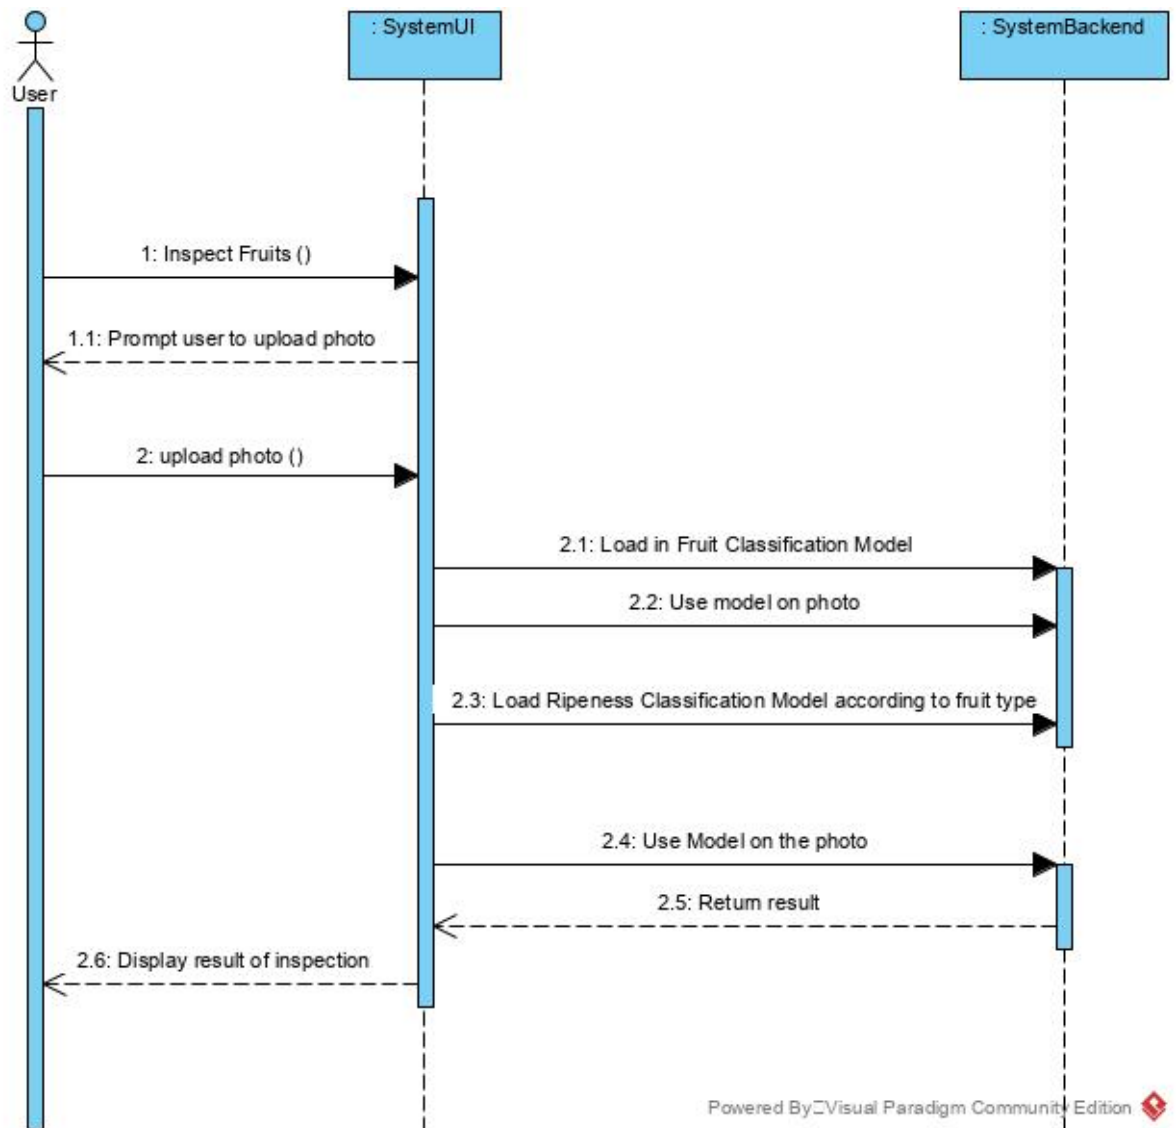 : SystemUI
: SystemBackend
User
1: Inspect Fruits ()
1.1: Prompt user to upload photo
2: upload photo ()
2.1: Load in Fruit Classification Model
2.2: Use model on photo
2.3: Load Ripeness Classification Model according to fruit type
2.4: Use Model on the photo
2.5: Return result
2.6: Display result of inspection
Powered By Visual Paradigm Community Edition